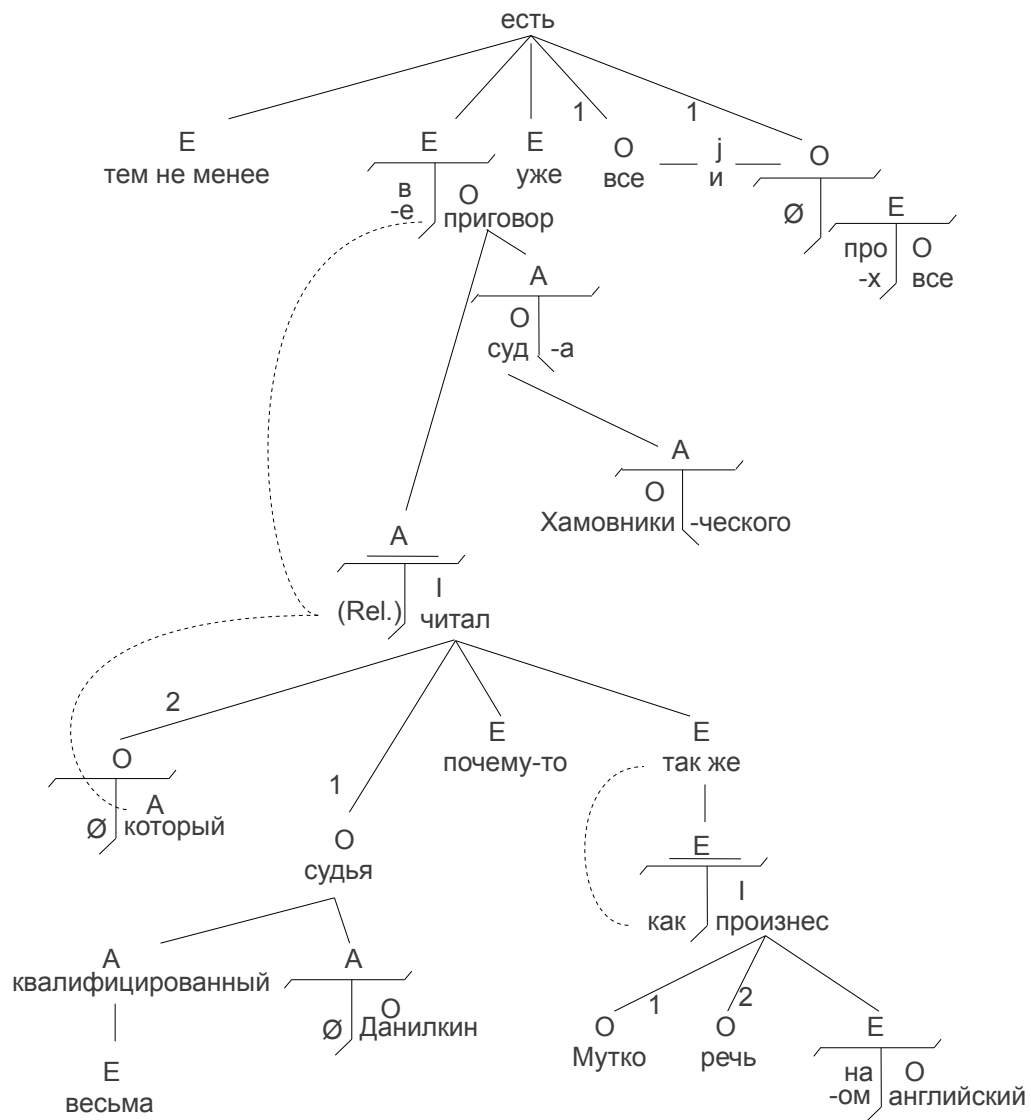 есть
1 1
E E E O j O
тем не менее в -е O приговор уже все и Ø E
про -х O все
A
O
суд -а
A
O
Хамовники -ческого
A
I
(Rel.) читал
2
E E
почему-то так же
O
1
A
Ø который
O
судья
E
I
как произнес
A A
квалифицированный O
Ø Данилкин
1 2
O O E
Мутко речь на -ом O английский
E
весьма